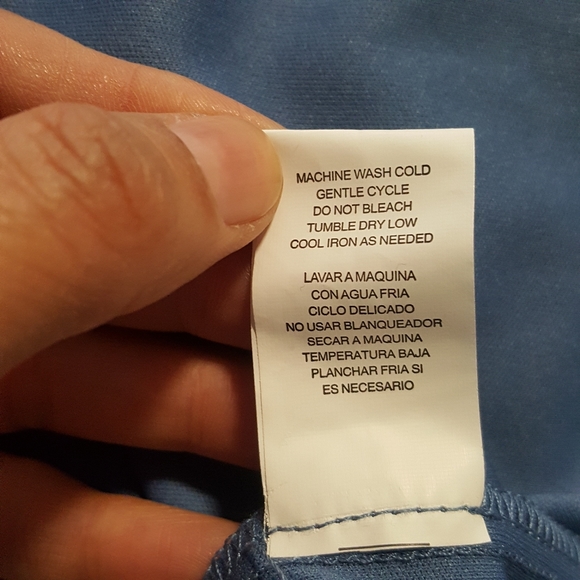 MACHINE WASH COLD
GENTLE CYCLE
DO NOT BLEACH
TUMBLE DRY LOW
COOL IRON AS NEEDED
LAVAR A MAQUINA
CON AGUA FRIA
CICLO DELICADO
NO USAR BLANQUEADOR
SECAR A MAQUINA
TEMPERATURA BAJA
PLANCHAR FRIA SI
ES NECESARIO